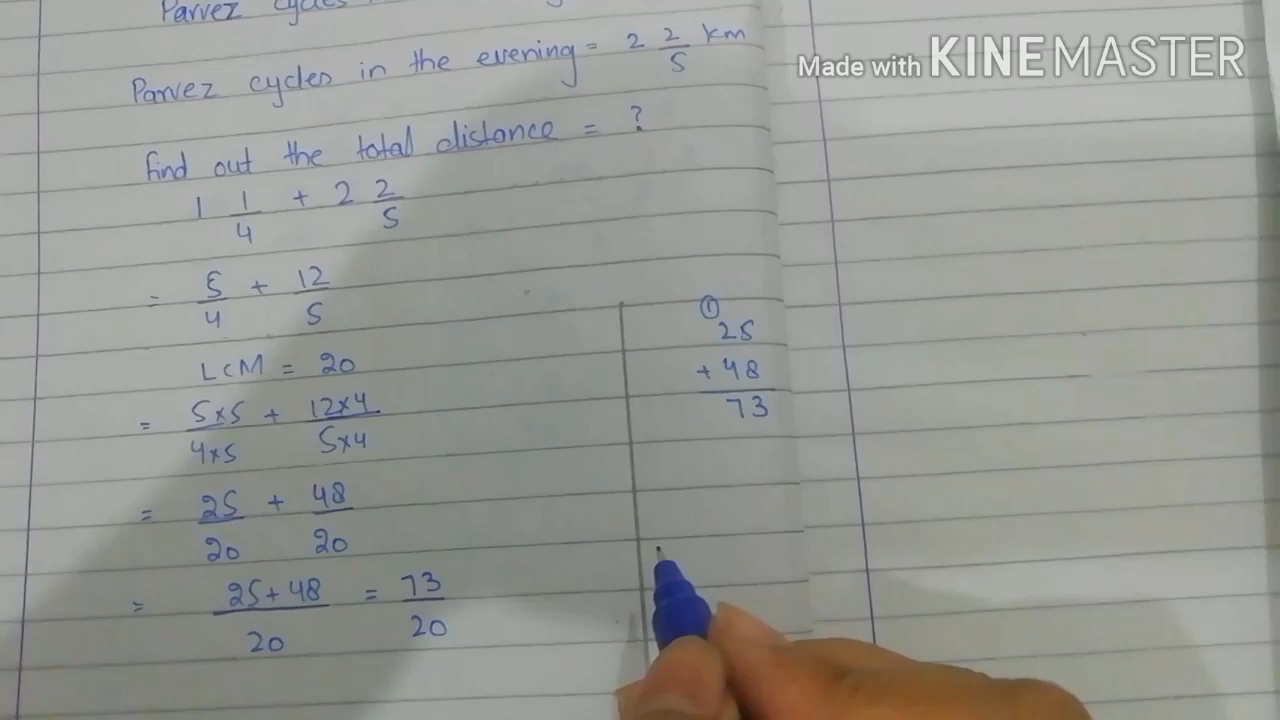 Parvez cycles
Parvez cycles in the evening = 2 2/5 km
Made with KINEMASTER
find out the total distance = ?
1 1/4 + 2 2/5
= 5/4 + 12/5
LCM = 20
= 5×5/4×5 + 12×4/5×4
= 25/20 + 48/20
= 25+48/20 = 73/20
1
25
+ 48
73